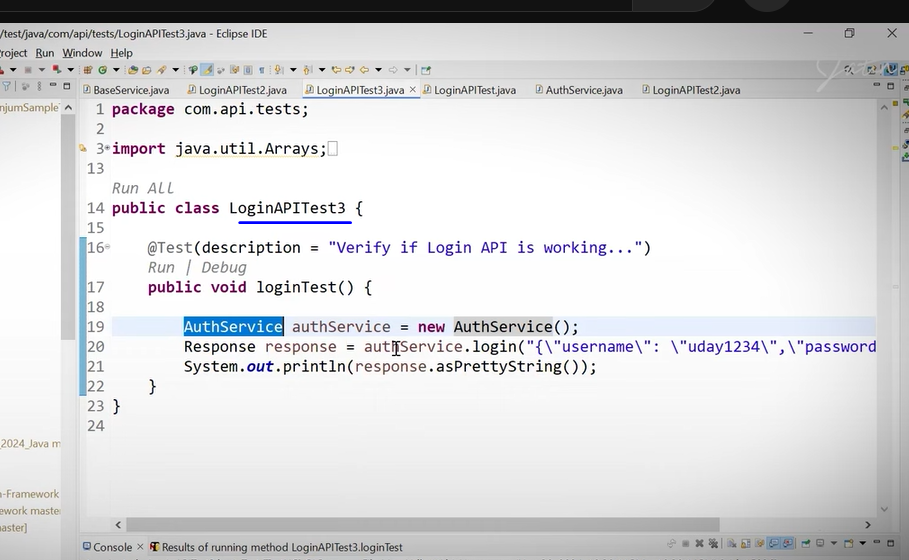 /test/java/com/api/tests/LoginAPITest3.java - Eclipse IDE
roject Run Window Help
BaseService.java LoginAPITest2.java LoginAPITest3.java LoginAPITest.java AuthService.java LoginAPITest2.java
njumSample
1 package com.api.tests;
2
3 import java.util.Arrays;
13
Run All
14 public class LoginAPITest3 {
15
16 @Test(description = "Verify if Login API is working...")
Run | Debug
17 public void loginTest() {
18
19 AuthService authService = new AuthService();
20 Response response = authService.login("{\"username\": \"uday1234\",\"password
21 System.out.println(response.asPrettyString());
22 }
23 }
24
_2024_Java m
n-Framework
ework maste
naster]
Console Results of running method LoginAPITest3.loginTest